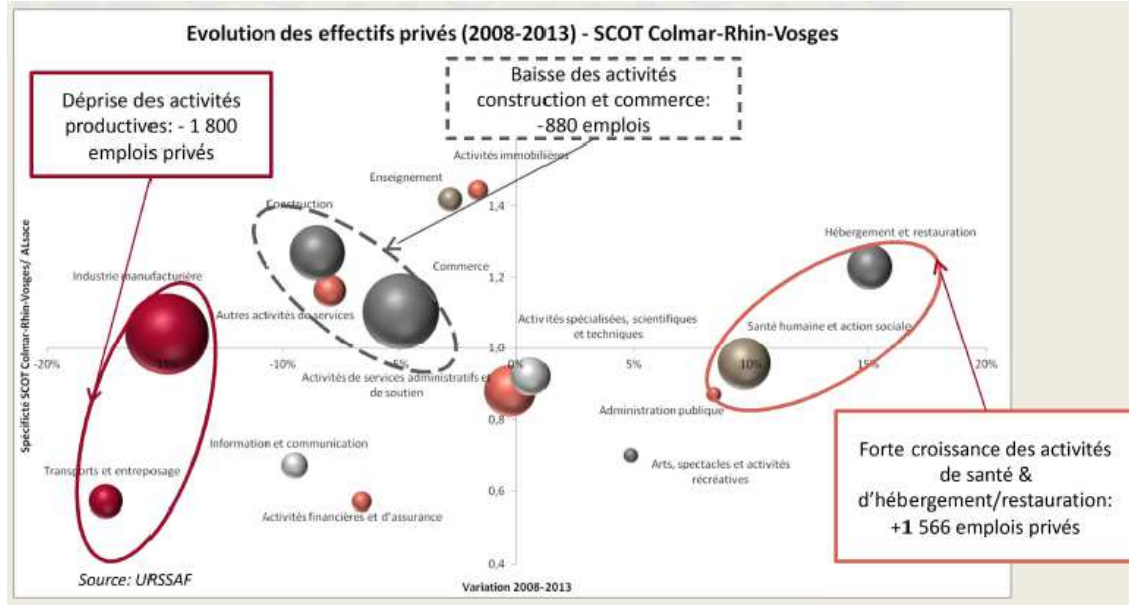 Evolution des effectifs privés (2008-2013) - SCOT Colmar-Rhin-Vosges
Déprise des activités
productives: - 1 800
emplois privés
Baisse des activités
construction et commerce:
-880 emplois
Activités immobilières
Enseignement
1,4
Construction
Hébergement et restauration
Industrie manufacturière
Commerce
1,2
Autres activités de services
Activités spécialisées, scientifiques
et techniques
Santé humaine et action sociale
1,0
-20%
-15%
-5%
0%
5%
10%
15%
20%
Activités de services administratifs et
de soutien
Administration publique
0,8
Information et communication
Arts, spectacles et activités
récréatives
Transports et entreposage
0,6
Activités financières et d'assurance
0,4
Forte croissance des activités
de santé &
d'hébergement/restauration:
+1 566 emplois privés
Spécificté SCOT Colmar-Rhin-Vosges/ ALsace
Source: URSSAF
Variation 2008-2013